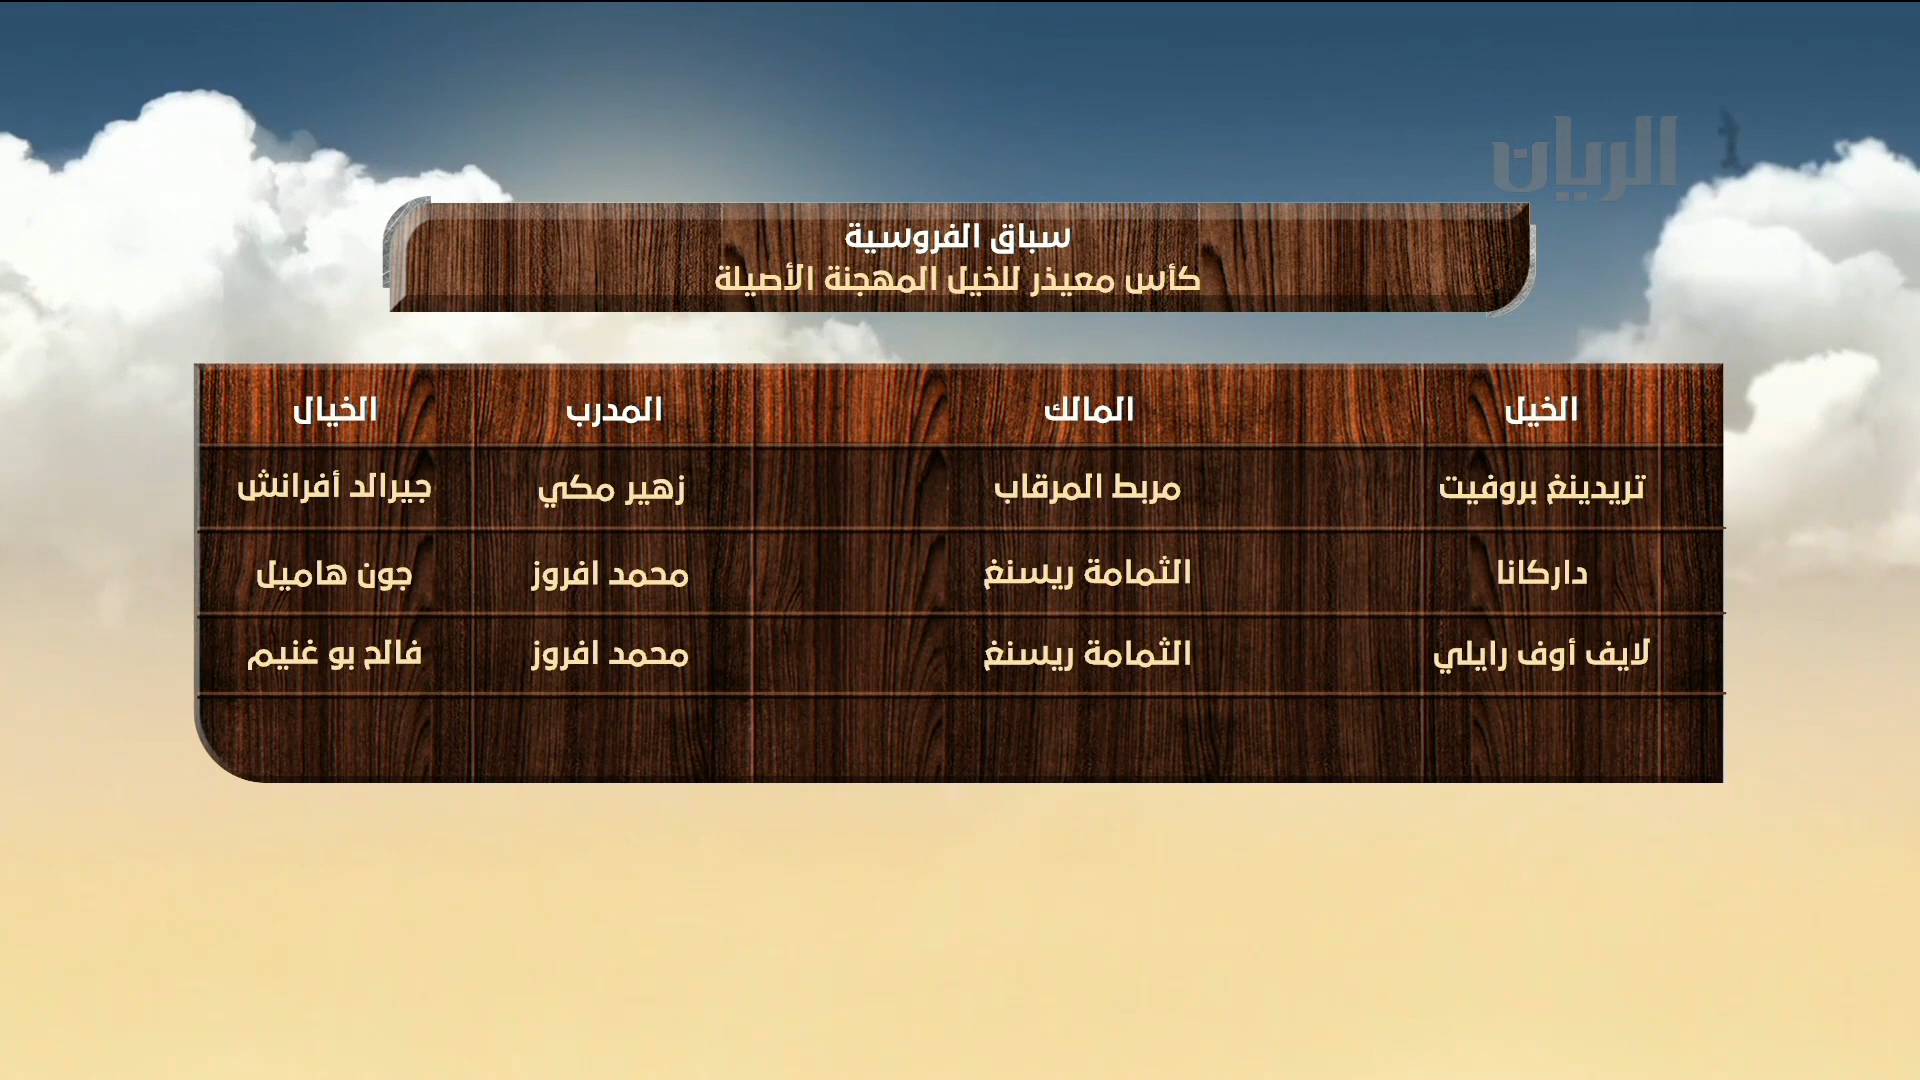 الريان
سباق الفروسية
كأس معيذر للخيل المهجنة الأصيلة
الخيل المالك المدرب الخيال
تريدينغ بروفيت مربط المرقاب زهير مكي جيرالد أفرانش
داركانا الثمامة ريسنغ محمد افروز جون هاميل
لايف أوف رايلي الثمامة ريسنغ محمد افروز فالح بو غنيم